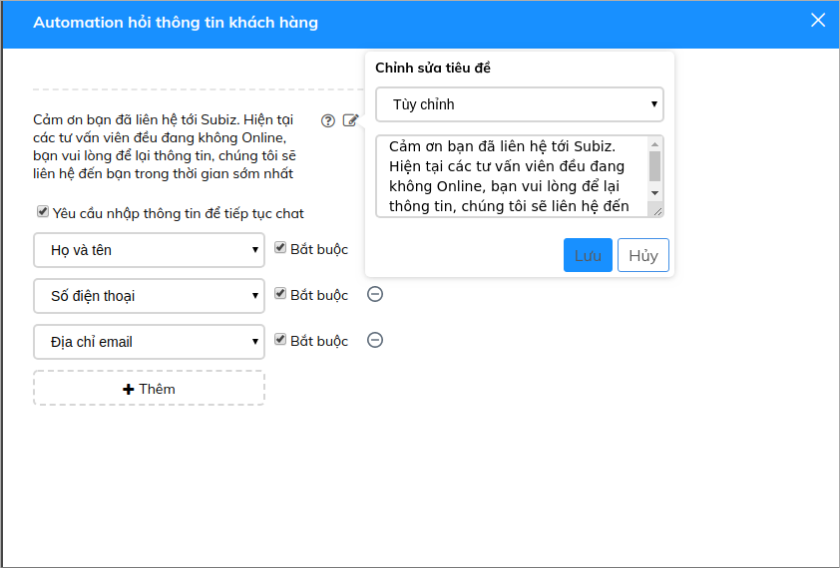 Automation hỏi thông tin khách hàng
Chỉnh sửa tiêu đề
Tùy chỉnh
Cảm ơn bạn đã liên hệ tới Subiz.
Hiện tại các tư vấn viên đều đang
không Online, bạn vui lòng để lại
thông tin, chúng tôi sẽ liên hệ đến
Lưu Hủy
Cảm ơn bạn đã liên hệ tới Subiz. Hiện tại
các tư vấn viên đều đang không Online,
bạn vui lòng để lại thông tin, chúng tôi sẽ
liên hệ đến bạn trong thời gian sớm nhất
Yêu cầu nhập thông tin để tiếp tục chat
Họ và tên Bắt buộc
Số điện thoại Bắt buộc
Địa chỉ email Bắt buộc
Thêm